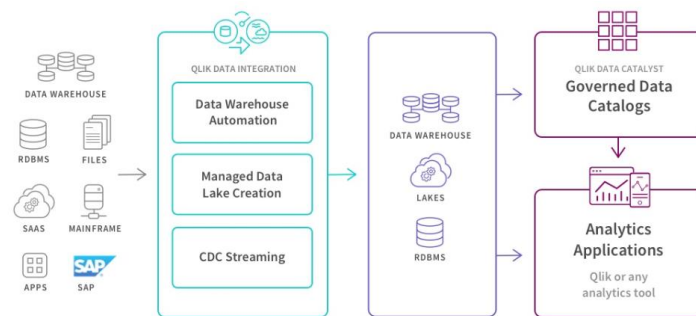 DATA WAREHOUSE
RDBMS
FILES
SAAS
MAINFRAME
APPS
SAP
SAP
QLIK DATA INTEGRATION
Data Warehouse
Automation
Managed Data
Lake Creation
CDC Streaming
DATA WAREHOUSE
LAKES
RDBMS
QLIK DATA CATALYST
Governed Data
Catalogs
Analytics
Applications
Qlik or any
analytics tool